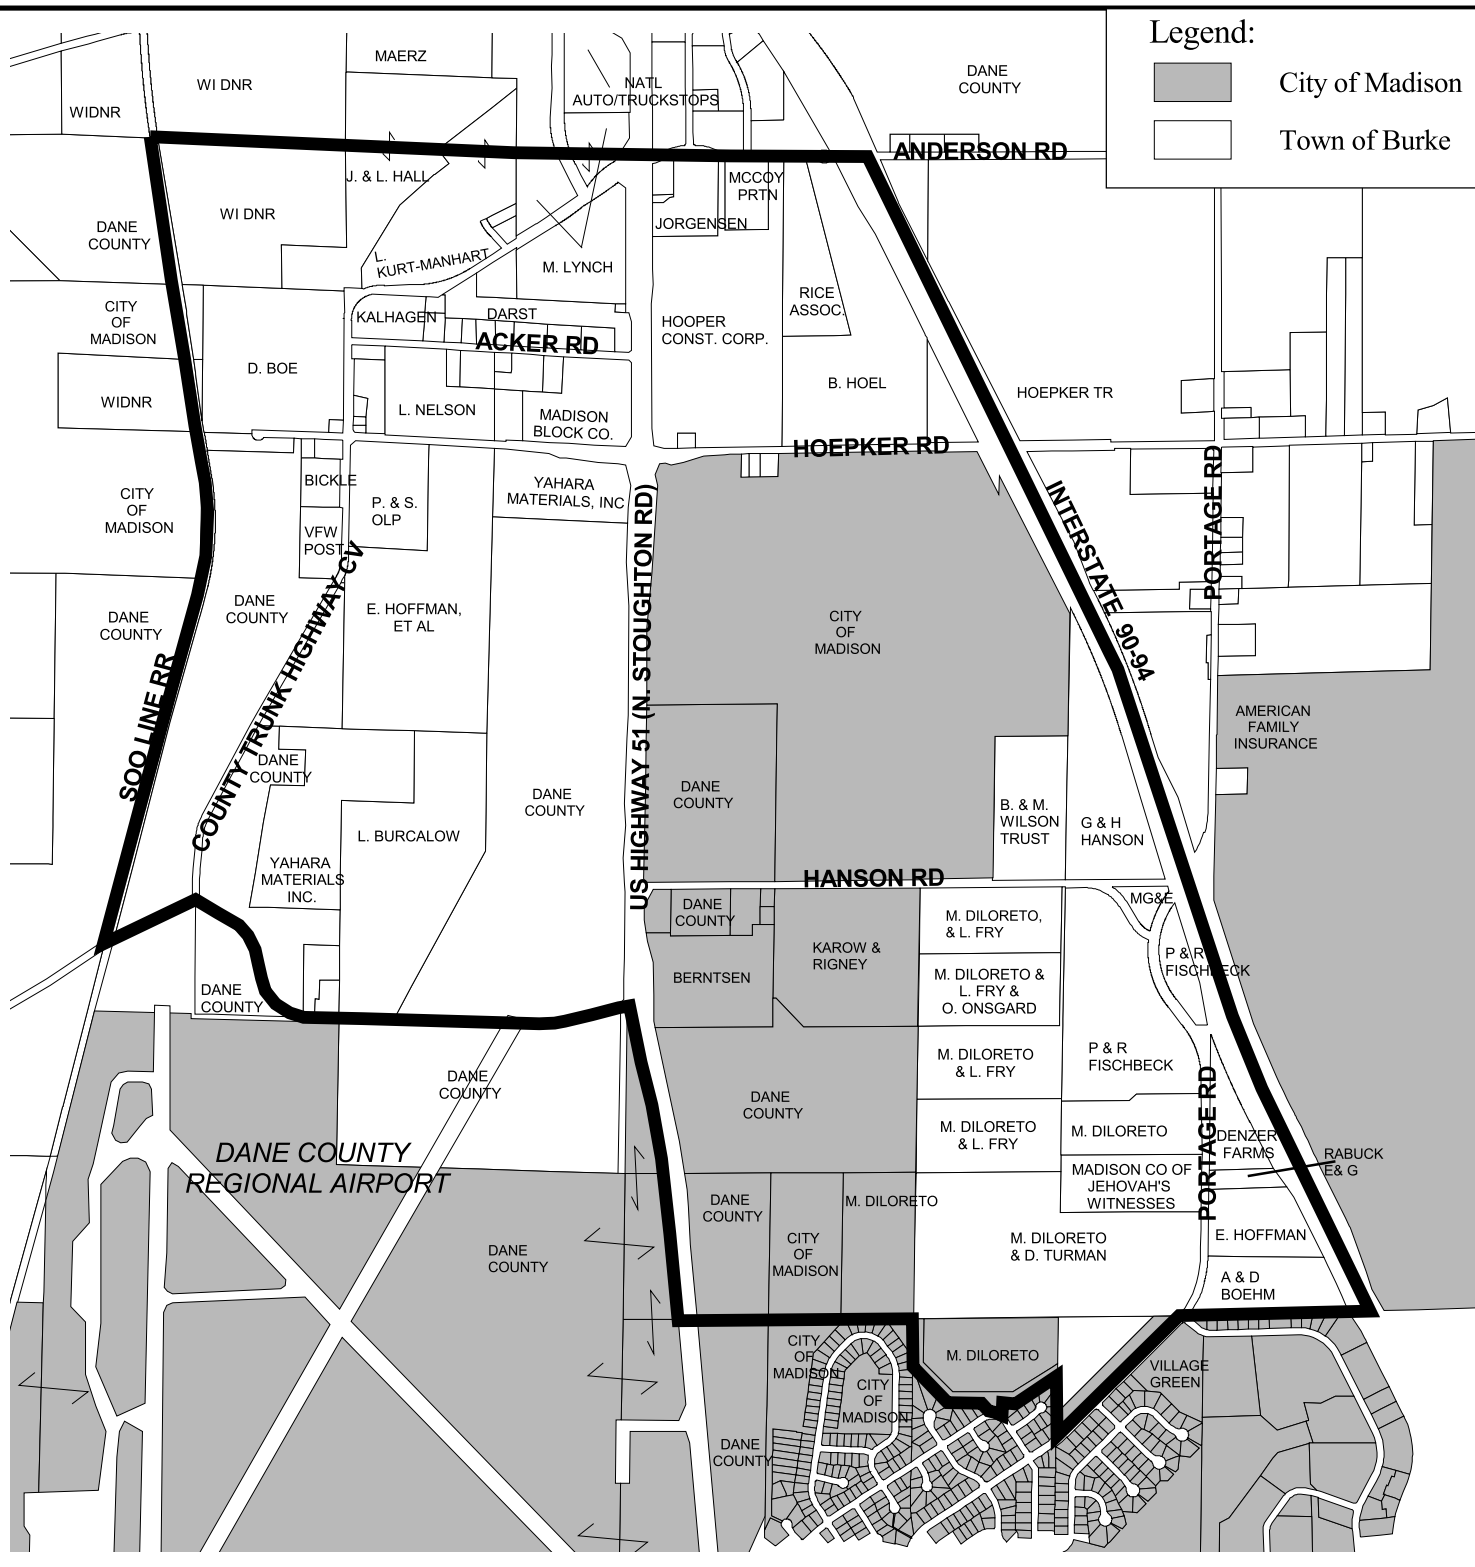 Legend:
City of Madison
Town of Burke
MAERZ
WI DNR
WIDNR
NATL
AUTO/TRUCKSTOPS
DANE
COUNTY
ANDERSON RD
J. & L. HALL
MCCOY
PRTN
WI DNR
DANE
COUNTY
JORGENSEN
L.
KURT-MANHART
M. LYNCH
RICE
ASSOC.
CITY
OF
MADISON
KALHAGEN
DARST
HOOPER
CONST. CORP.
ACKER RD
D. BOE
B. HOEL
HOEPKER TR
WIDNR
L. NELSON
MADISON
BLOCK CO.
HOEPKER RD
BICKLE
YAHARA
MATERIALS, INC
P. & S.
OLP
CITY
OF
MADISON
VFW
POST
INTERSTATE 90-94
PORTAGE RD
DANE
COUNTY
DANE
COUNTY
E. HOFFMAN,
ET AL
CITY
OF
MADISON
SOO LINE RR
COUNTY TRUNK HIGHWAY CV
US HIGHWAY 51 (N. STOUGHTON RD)
AMERICAN
FAMILY
INSURANCE
DANE
COUNTY
DANE
COUNTY
DANE
COUNTY
B. & M.
WILSON
TRUST
G & H
HANSON
L. BURCALOW
YAHARA
MATERIALS
INC.
HANSON RD
MG&E
DANE
COUNTY
M. DILORETO,
& L. FRY
KAROW &
RIGNEY
P & R
FISCHBECK
BERNTSEN
M. DILORETO &
L. FRY &
O. ONSGARD
DANE
COUNTY
M. DILORETO
& L. FRY
P & R
FISCHBECK
DANE
COUNTY
DANE
COUNTY
M. DILORETO
& L. FRY
M. DILORETO
PORTAGE RD
DENZER
FARMS
RABUCK
E& G
DANE COUNTY
REGIONAL AIRPORT
MADISON CO OF
JEHOVAH'S
WITNESSES
DANE
COUNTY
M. DILORETO
DANE
COUNTY
CITY
OF
MADISON
M. DILORETO
& D. TURMAN
E. HOFFMAN
A & D
BOEHM
CITY
OF
MADISON
M. DILORETO
VILLAGE
GREEN
CITY
OF
MADISON
DANE
COUNTY